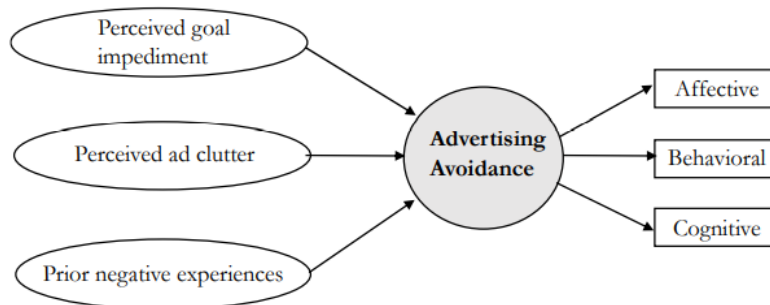 Perceived goal
impediment
Perceived ad clutter
Prior negative experiences
Advertising
Avoidance
Affective
Behavioral
Cognitive